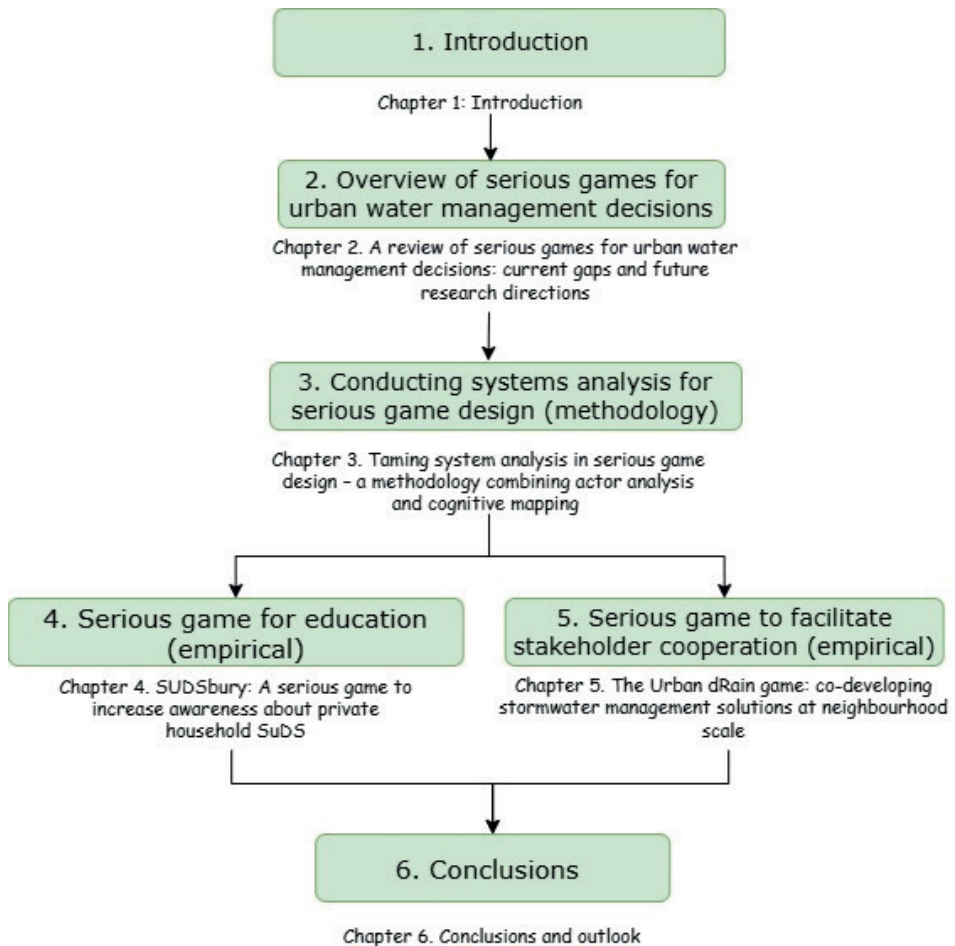 1. Introduction
Chapter 1: Introduction
2. Overview of serious games for
urban water management decisions
Chapter 2. A review of serious games for urban water
management decisions: current gaps and future
research directions
3. Conducting systems analysis for
serious game design (methodology)
Chapter 3. Taming system analysis in serious game
design – a methodology combining actor analysis
and cognitive mapping
4. Serious game for education
(empirical)
Chapter 4. SUDSbury: A serious game to
increase awareness about private
household SuDS
5. Serious game to facilitate
stakeholder cooperation (empirical)
Chapter 5. The Urban dRain game: co-developing
stormwater management solutions at neighbourhood
scale
6. Conclusions
Chapter 6. Conclusions and outlook